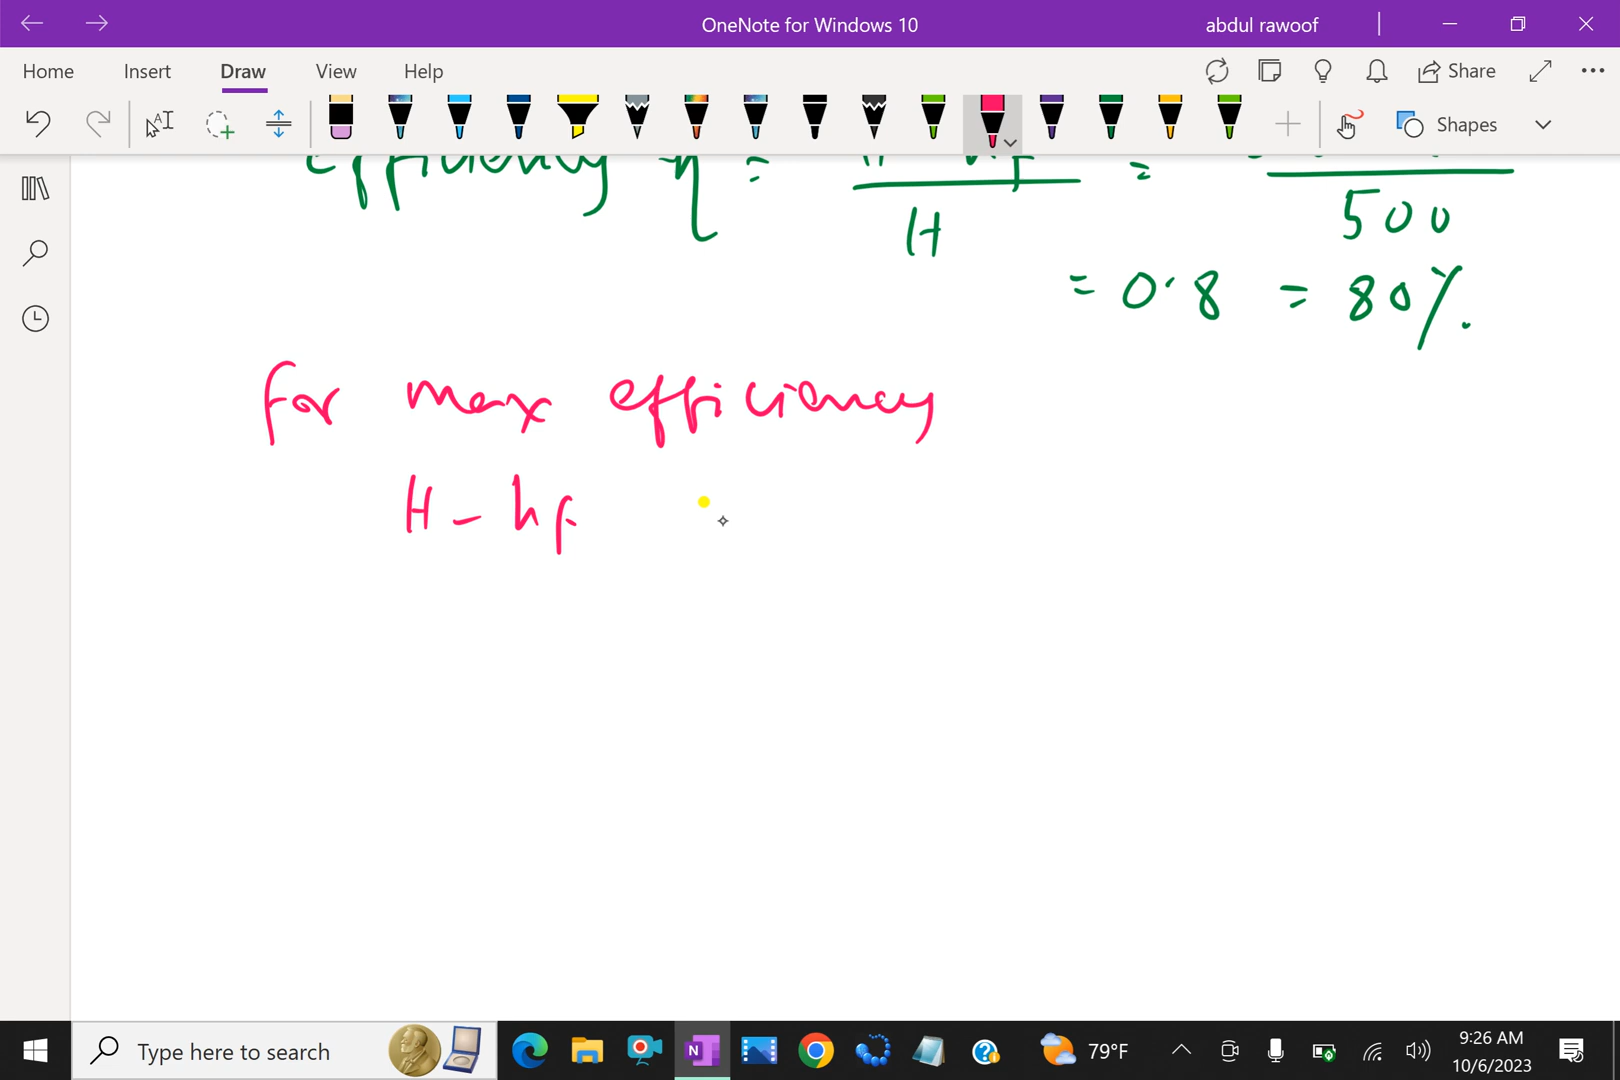 OneNote for Windows 10
abdul rawoof
Home Insert Draw View Help
Share
Shapes
efficiency η = H - hf =
H
500
= 0.8 = 80%.
for max efficiency
H - hf
Type here to search
79°F
9:26 AM
10/6/2023